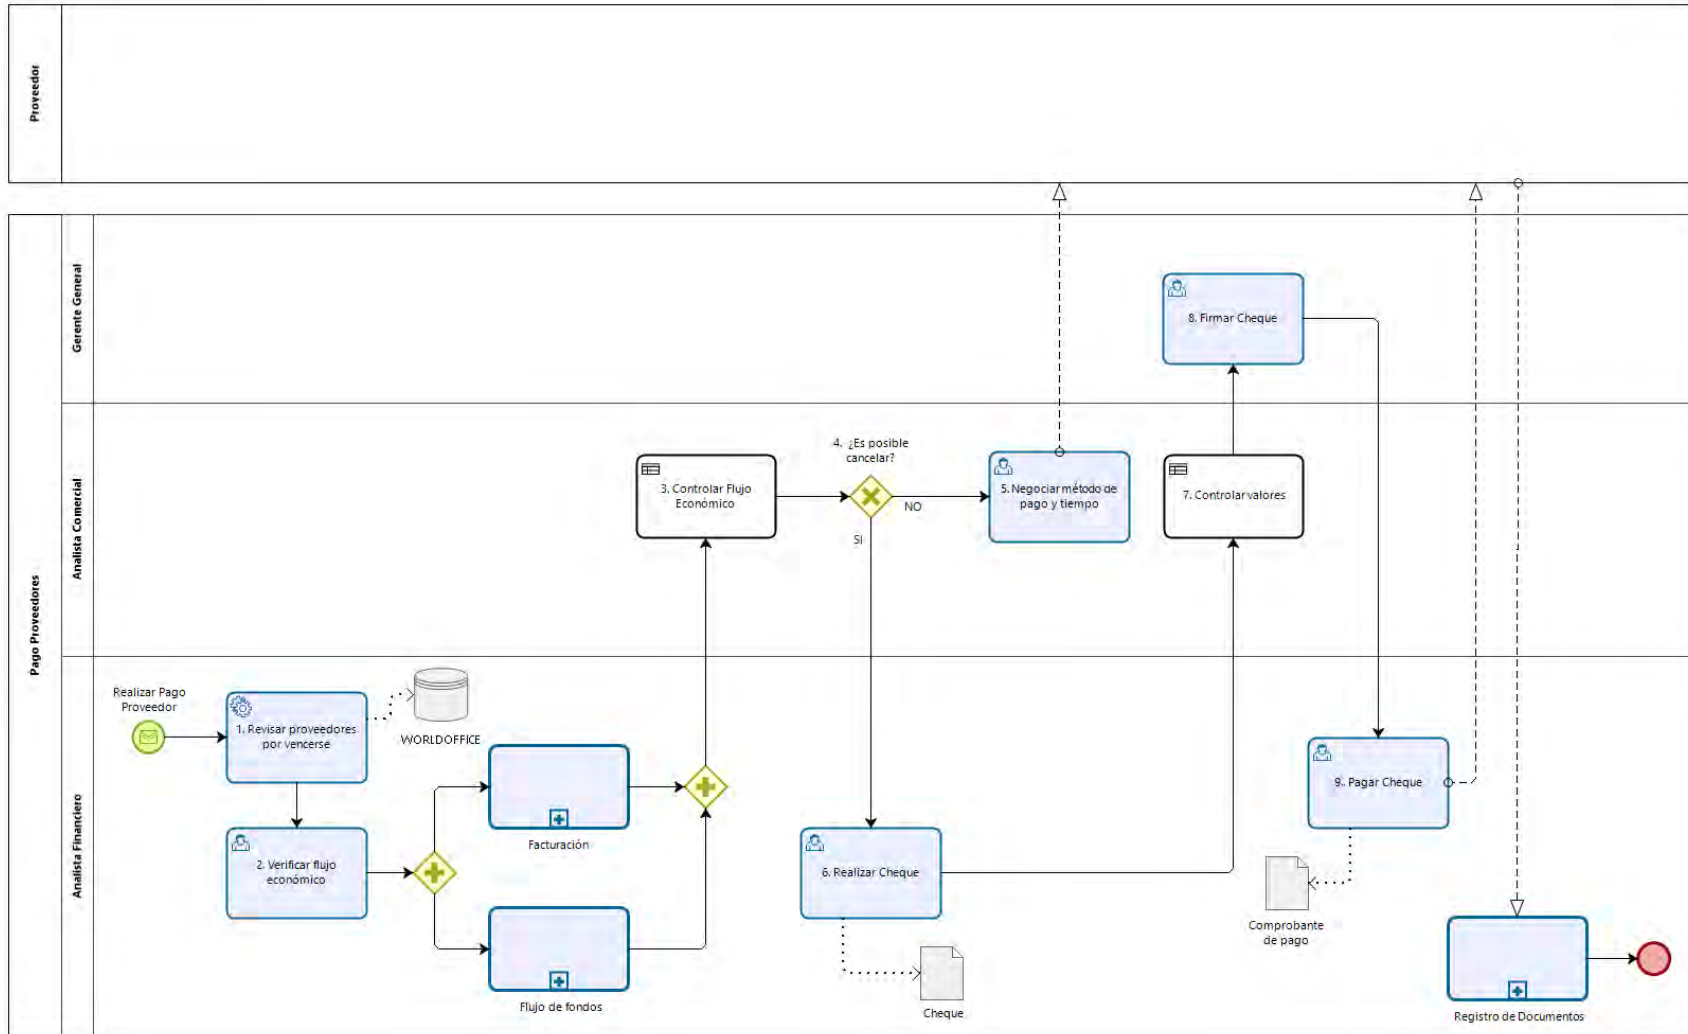 Proveedor
Pago Proveedores
Gerente General
8. Firmar Cheque
Analista Comercial
3. Controlar Flujo
Económico
4. ¿Es posible
cancelar?
NO
SI
5. Negociar método de
pago y tiempo
7. Controlar valores
Analista Financiero
Realizar Pago
Proveedor
1. Revisar proveedores
por vencerse
WORLDOFFICE
2. Verificar flujo
económico
Facturación
Flujo de fondos
6. Realizar Cheque
Cheque
9. Pagar Cheque
Comprobante
de pago
Registro de Documentos